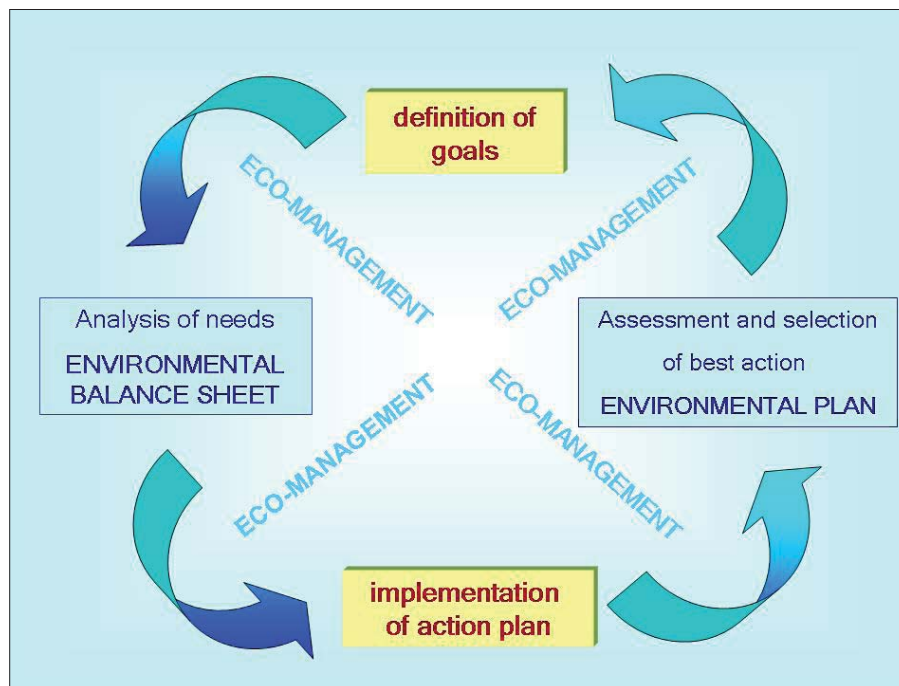 definition of
goals
ECO-MANAGEMENT
ECO-MANAGEMENT
Analysis of needs
ENVIRONMENTAL
BALANCE SHEET
Assessment and selection
of best action
ENVIRONMENTAL PLAN
ECO-MANAGEMENT
ECO-MANAGEMENT
implementation
of action plan